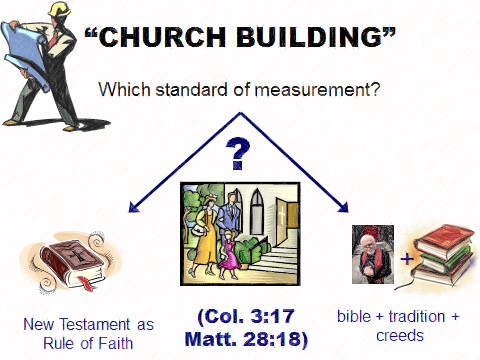 “CHURCH BUILDING”
Which standard of measurement?
?
+
New Testament as
Rule of Faith
(Col. 3:17
Matt. 28:18)
bible + tradition +
creeds